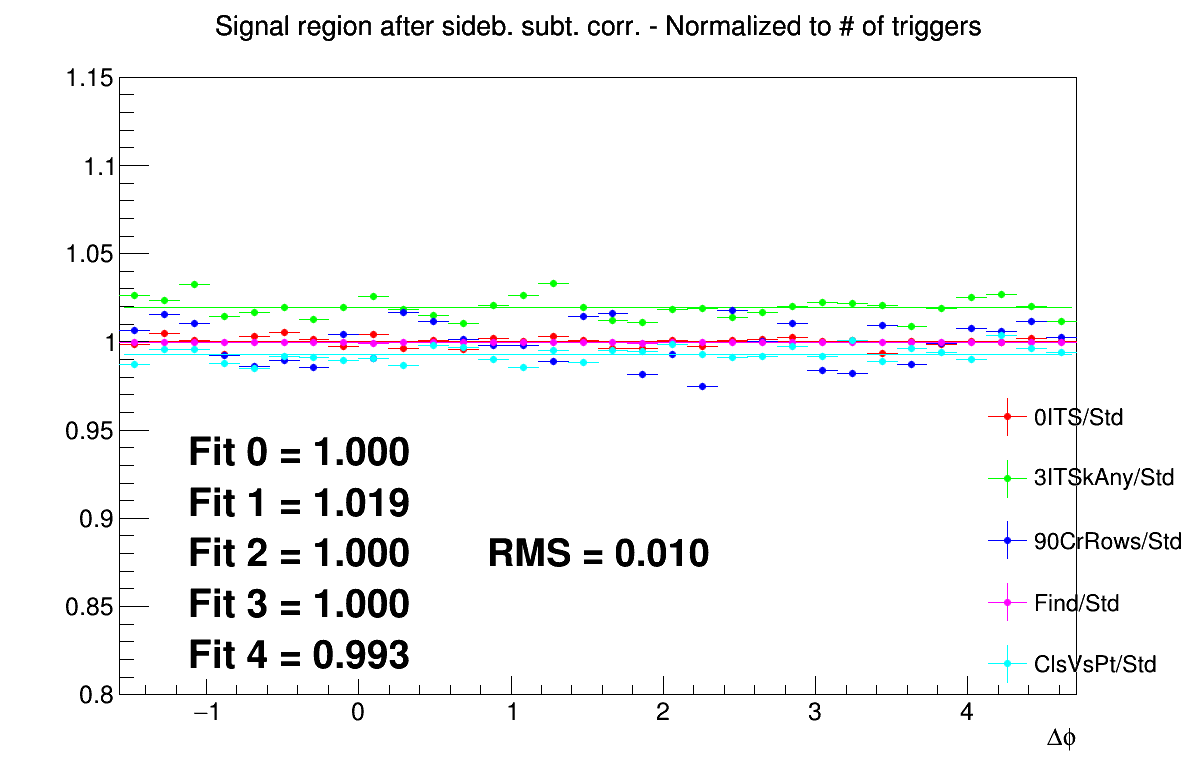 Signal region after sideb. subt. corr. - Normalized to # of triggers
1.15
1.1
1.05
1
0.95
0.9
0.85
0.8
Fit 0 = 1.000
Fit 1 = 1.019
Fit 2 = 1.000
RMS = 0.010
Fit 3 = 1.000
Fit 4 = 0.993
0ITS/Std
3ITSkAny/Std
90CrRows/Std
Find/Std
ClsVsPt/Std
−1
0
1
2
3
4
Δϕ